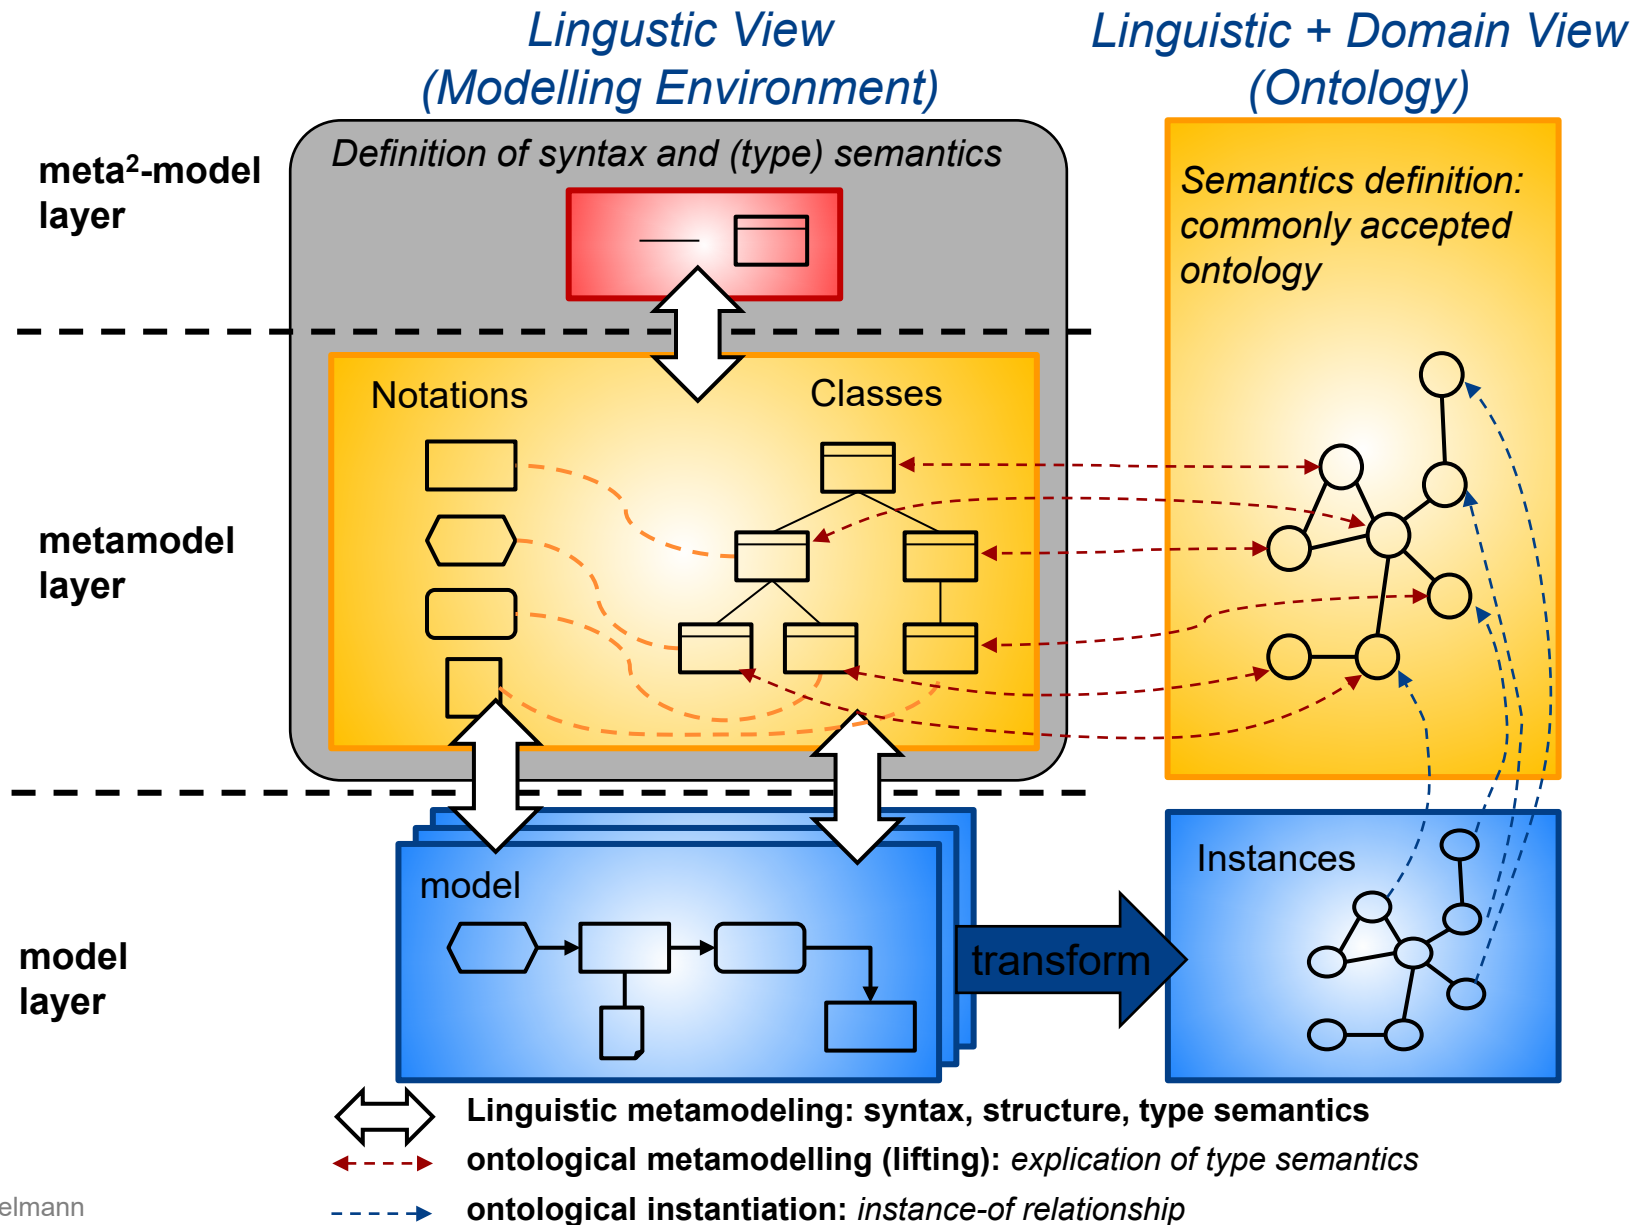 Lingustic View
(Modelling Environment)
Linguistic + Domain View
(Ontology)
meta²-model
layer
Definition of syntax and (type) semantics
Semantics definition:
commonly accepted
ontology
Notations
Classes
metamodel
layer
model
Instances
transform
model
layer
Linguistic metamodeling: syntax, structure, type semantics
ontological metamodelling (lifting): explication of type semantics
ontological instantiation: instance-of relationship
elmann